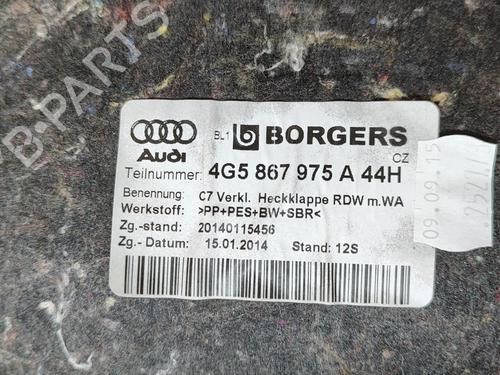 B-PARTS
Audi
BL1 BORGERS
CZ
Teilnummer: 4G5 867 975 A 44H
Benennung: C7 Verkl. Heckklappe RDW m.WA
Werkstoff: >PP+PES+BW+SBR<
Zg.-stand: 20140115456
Zg.- Datum: 15.01.2014 Stand: 12S
09.09.15